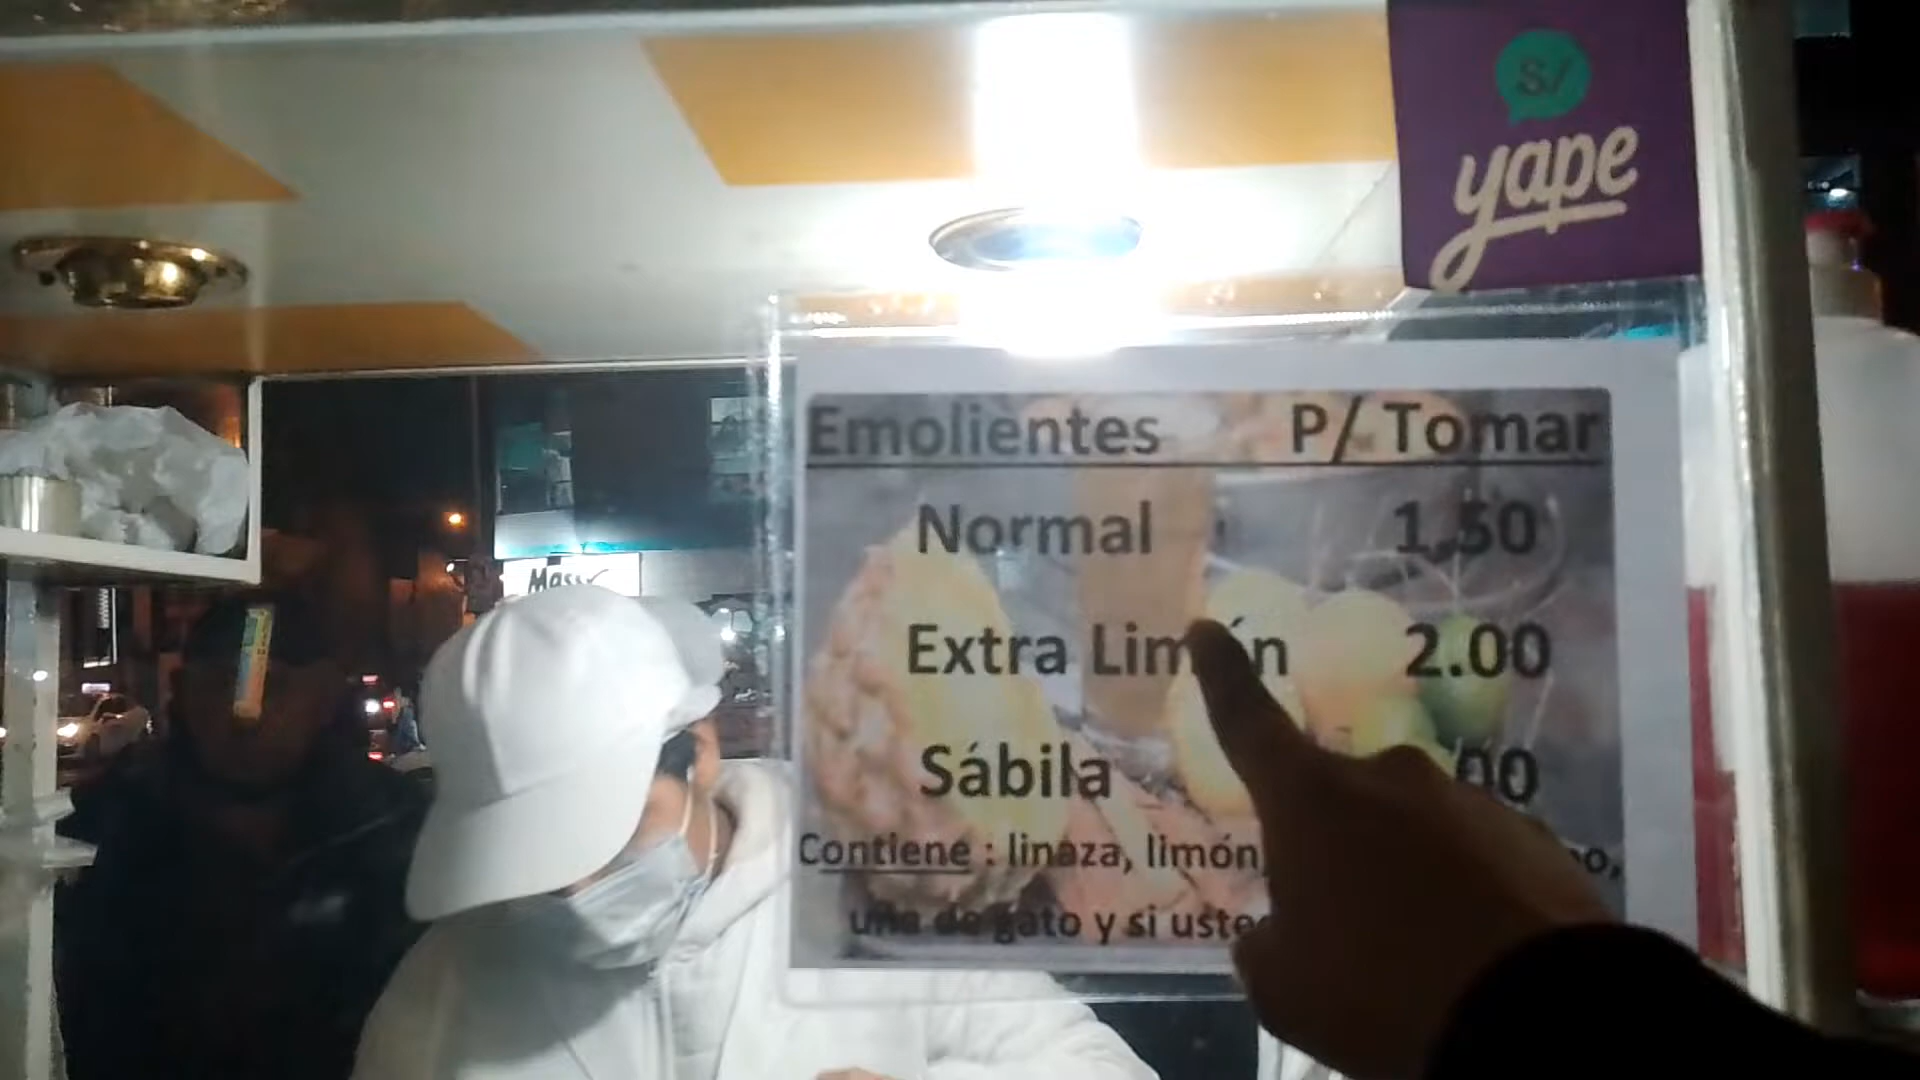 S/
yape
Emolientes P/ Tomar
Normal 1,50
Extra Limón 2.00
Sábila 00
Contiene : linaza, limón,
uña de gato y si